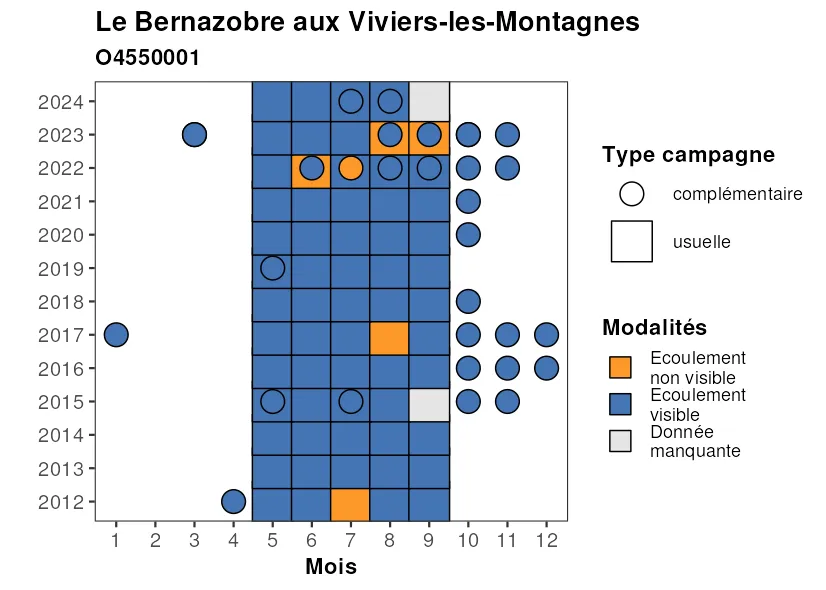 Le Bernazobre aux Viviers-les-Montagnes
O4550001
2024
2023
2022
2021
2020
2019
2018
2017
2016
2015
2014
2013
2012
1 2 3 4 5 6 7 8 9 10 11 12
Mois
Type campagne
complémentaire
usuelle
Modalités
Ecoulement
non visible
Ecoulement
visible
Donnée
manquante